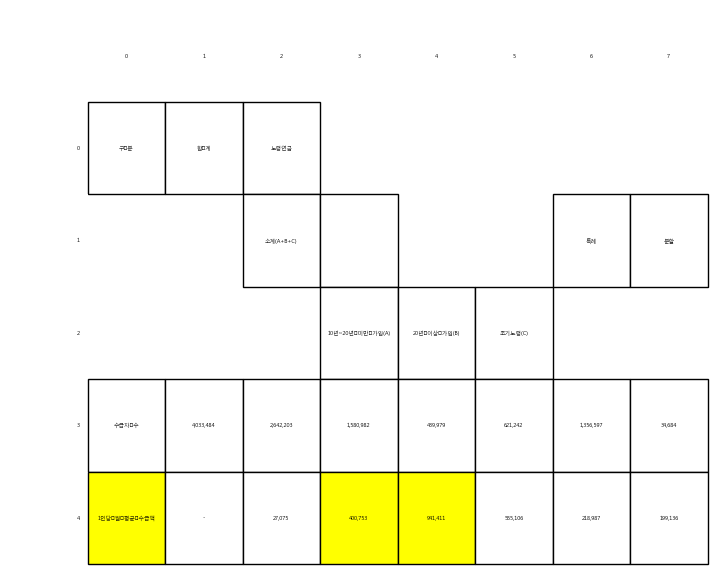 0 1 2 3 4 5 6 7
0 구□분 합□계 노령연금
1 소계(A+B+C) 특례 분할
2 10년~20년□미만□가입(A) 20년□이상□가입(B) 조기노령(C)
3 수급자□수 4,033,484 2,642,203 1,580,982 439,979 621,242 1,356,597 34,684
4 1인당□월□평균□수급액 - 27,075 400,753 941,411 555,106 218,987 199,136